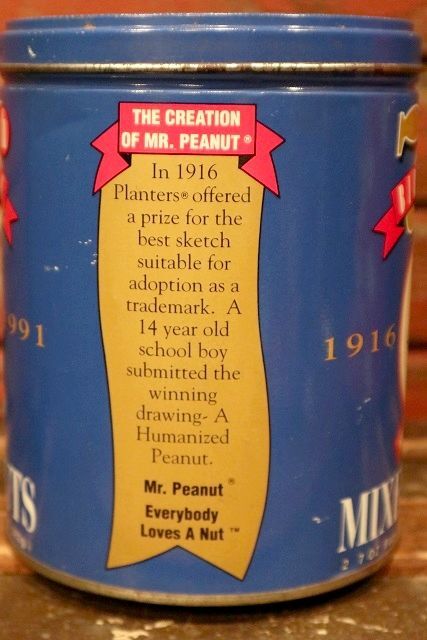 THE CREATION
OF MR. PEANUT®
In 1916
Planters® offered
a prize for the
best sketch
suitable for
adoption as a
trademark. A
14 year old
school boy
submitted the
winning
drawing- A
Humanized
Peanut.
Mr. Peanut®
Everybody
Loves A Nut™
991
1916
TS
MIX